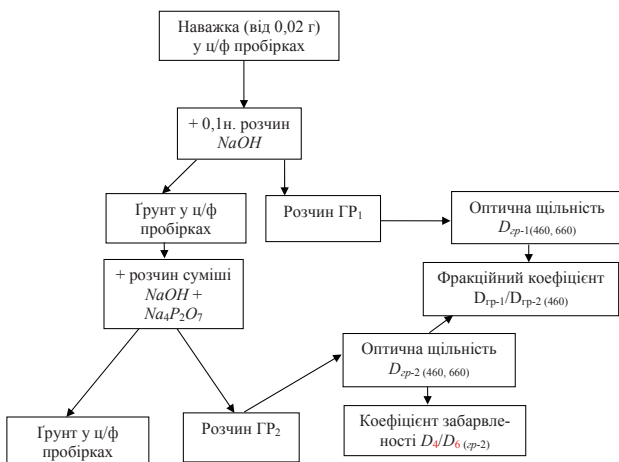 Наважка (від 0,02 г)
у ц/ф пробірках
+ 0,1н. розчин
NaOH
Ґрунт у ц/ф
пробірках
Розчин ГР₁
Оптична щільність
Dгр-1(460, 660)
+ розчин суміші
NaOH +
Na₄P₂O₇
Фракційний коефіцієнт
Dгр-1/Dгр-2 (460)
Оптична щільність
Dгр-2 (460, 660)
Ґрунт у ц/ф
пробірках
Розчин ГР₂
Коефіцієнт забарвле-
ності D₄/D₆ (гр-2)